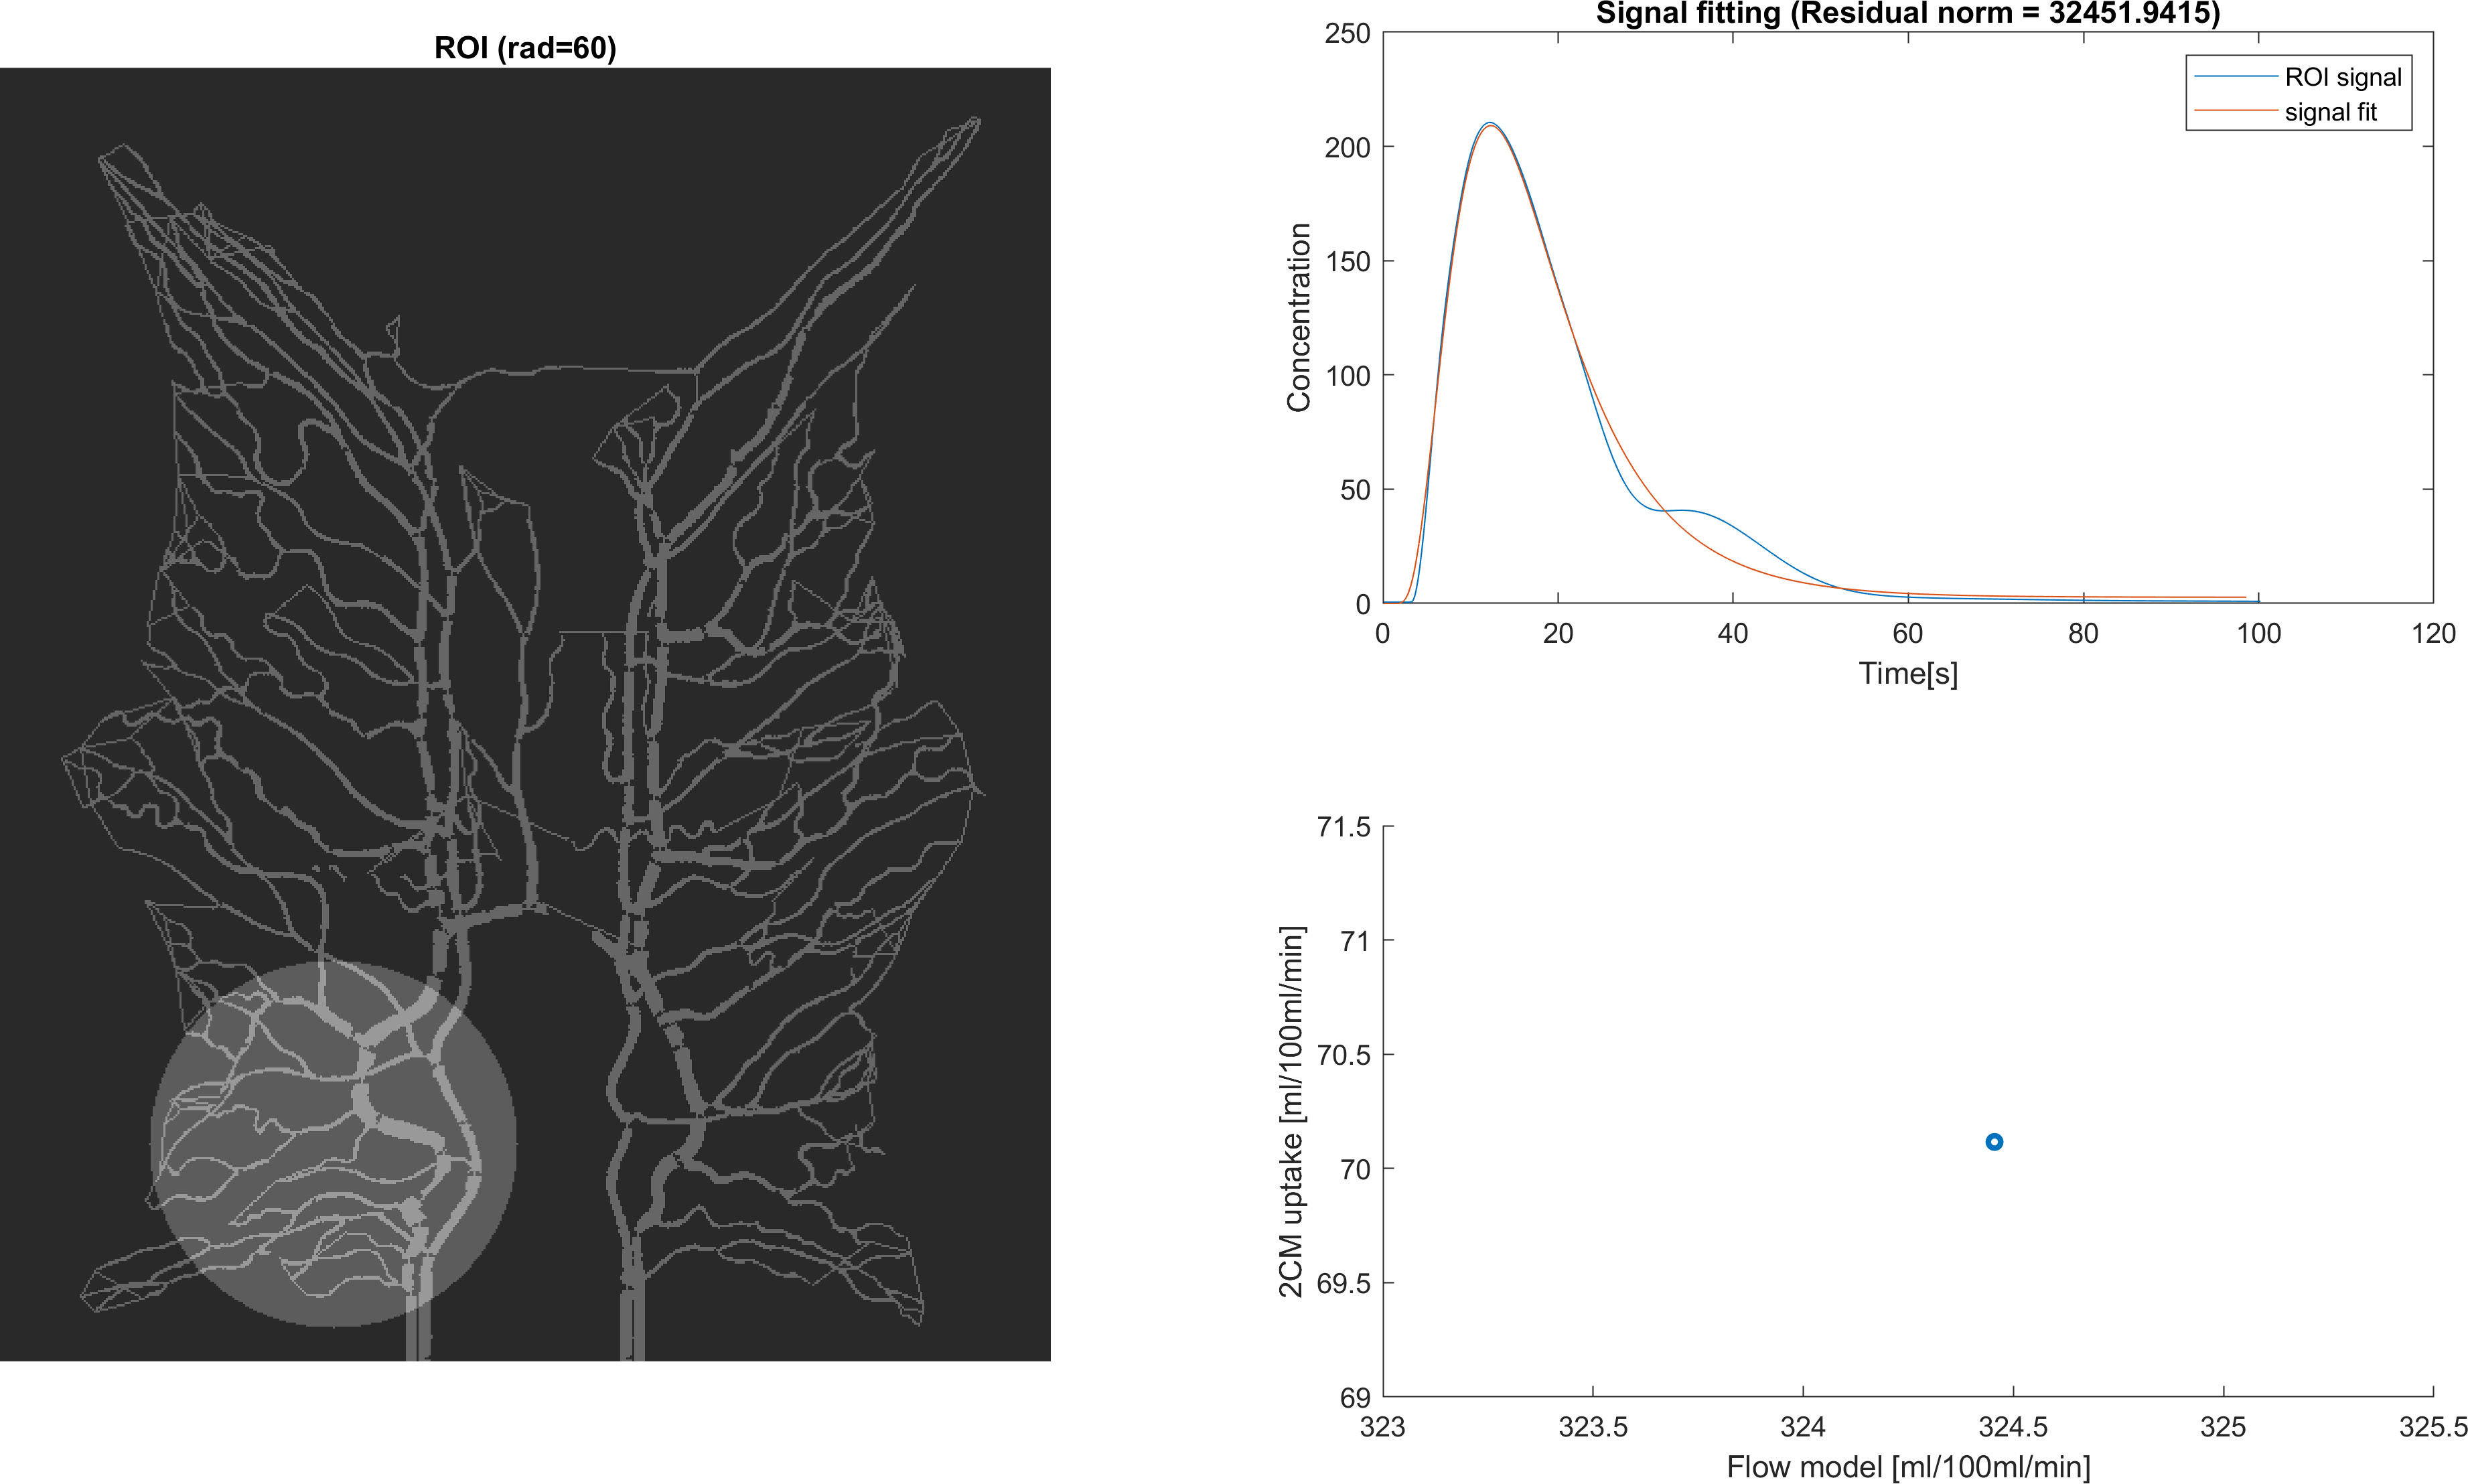 ROI (rad=60)
Signal fitting (Residual norm = 32451.9415)
250
200
150
100
50
0
Concentration
ROI signal
signal fit
0 20 40 60 80 100 120
Time[s]
71.5
71
70.5
70
69.5
69
2CM uptake [ml/100ml/min]
323 323.5 324 324.5 325 325.5
Flow model [ml/100ml/min]